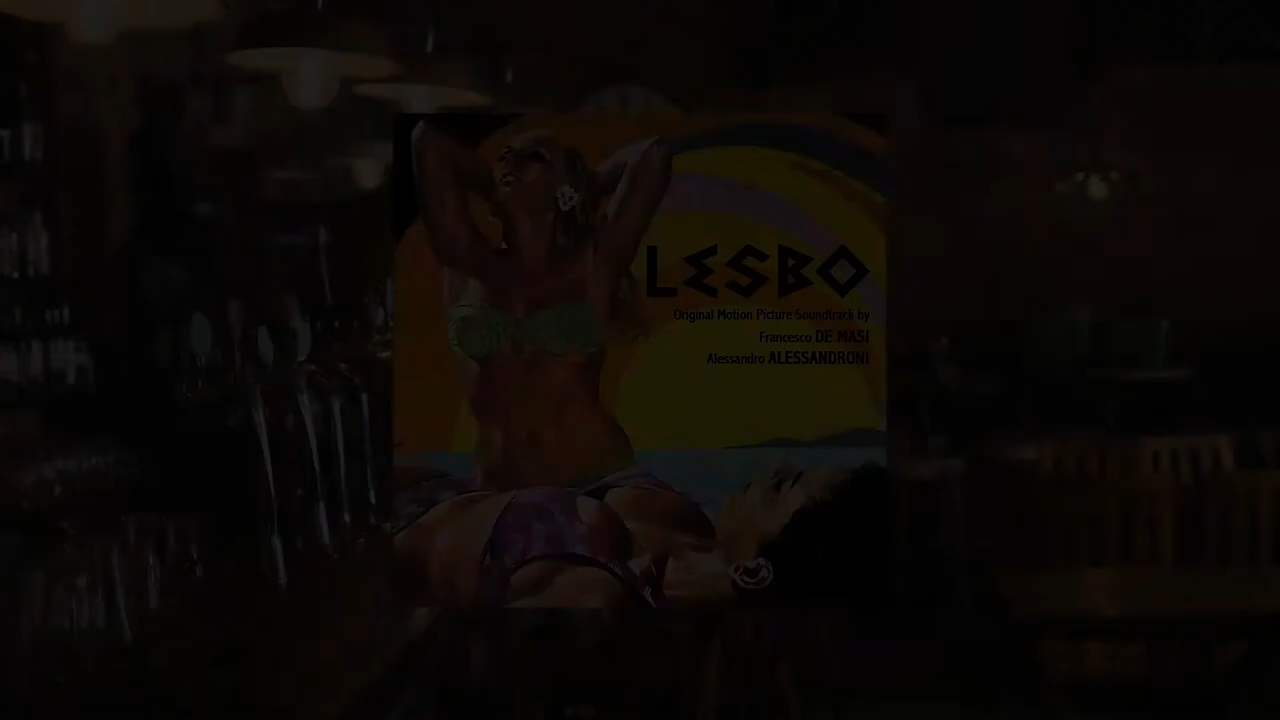 LESBO
Original Motion Picture Soundtrack by
Francesco DE MASI
Alessandro ALESSANDRONI